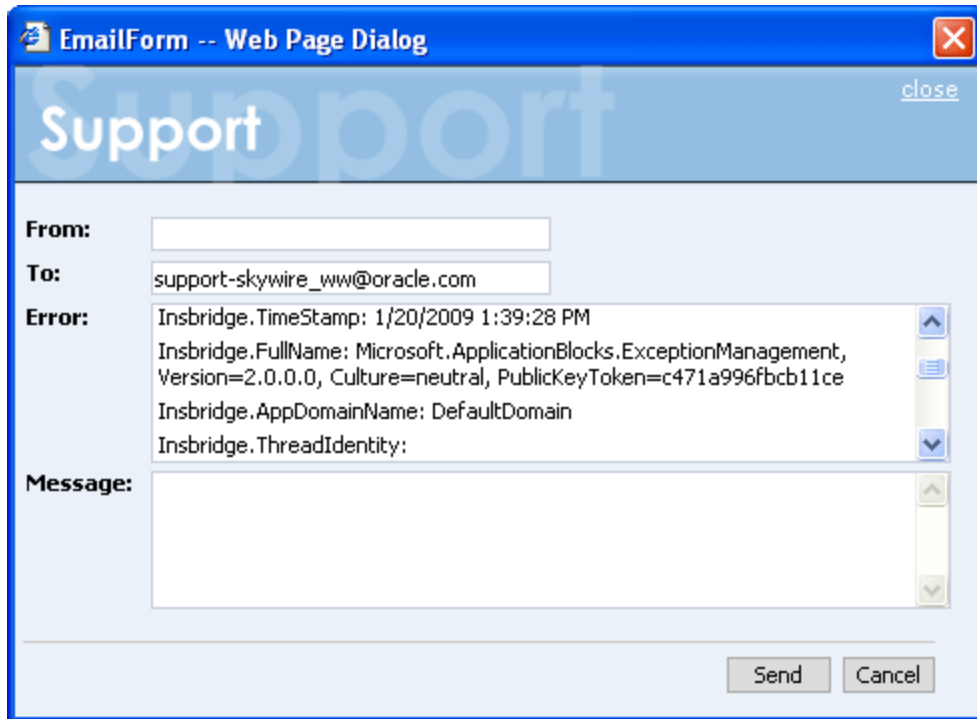 EmailForm -- Web Page Dialog
Support
close
Support
From:
To:
support-skywire_ww@oracle.com
Error:
Insbridge.TimeStamp: 1/20/2009 1:39:28 PM
Insbridge.FullName: Microsoft.ApplicationBlocks.ExceptionManagement,
Version=2.0.0.0, Culture=neutral, PublicKeyToken=c471a996fbcb11ce
Insbridge.AppDomainName: DefaultDomain
Insbridge.ThreadIdentity:
Message:
Send
Cancel